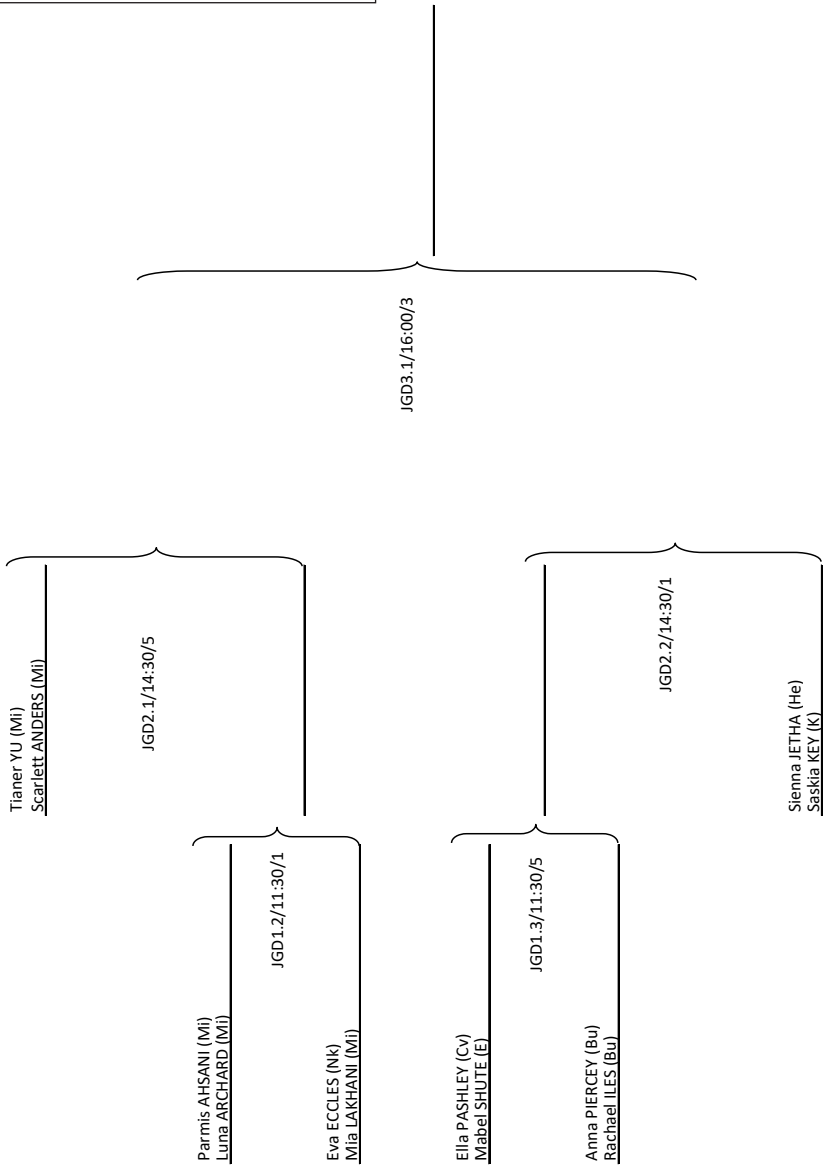 Tianer YU (Mi)
Scarlett ANDERS (Mi)
JGD2.1/14:30/5
Parmis AHSANI (Mi)
Luna ARCHARD (Mi)
JGD1.2/11:30/1
Eva ECCLES (Nk)
Mia LAKHANI (Mi)
JGD3.1/16:00/3
Ella PASHLEY (Cv)
Mabel SHUTE (E)
JGD1.3/11:30/5
Anna PIERCEY (Bu)
Rachael ILES (Bu)
JGD2.2/14:30/1
Sienna JETHA (He)
Saskia KEY (K)